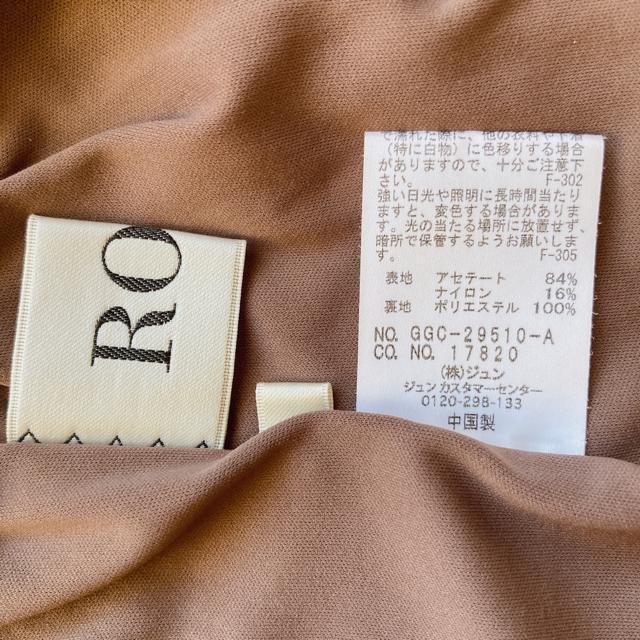 RO
で濡れた際に、他の衣料や下着
（特に白物）に色移りする場合
がありますので、十分ご注意下
さい。 F-302
強い日光や照明に長時間当たり
ますと、変色する場合がありま
す。光の当たる場所に放置せず、
暗所で保管するようお願いしま
す。 F-305
表地 アセテート 84%
ナイロン 16%
裏地 ポリエステル 100%
NO. GGC-29510-A
CO. NO. 17820
(株)ジュン
ジュン カスタマーセンター
0120-298-133
中国製